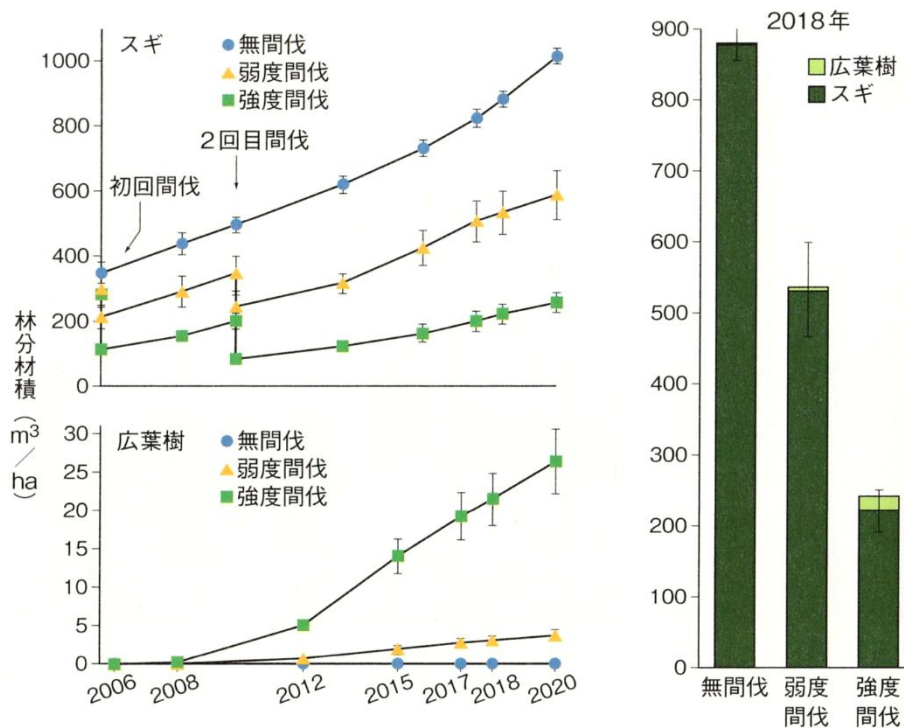 スギ
無間伐
弱度間伐
強度間伐
初回間伐
2回目間伐
1000
800
600
400
200
0
林分材積（m³／ha）
広葉樹
無間伐
弱度間伐
強度間伐
30
25
20
15
10
5
0
2006
2008
2012
2015
2017
2018
2020
2018年
広葉樹
スギ
900
800
700
600
500
400
300
200
100
0
無間伐
弱度
間伐
強度
間伐